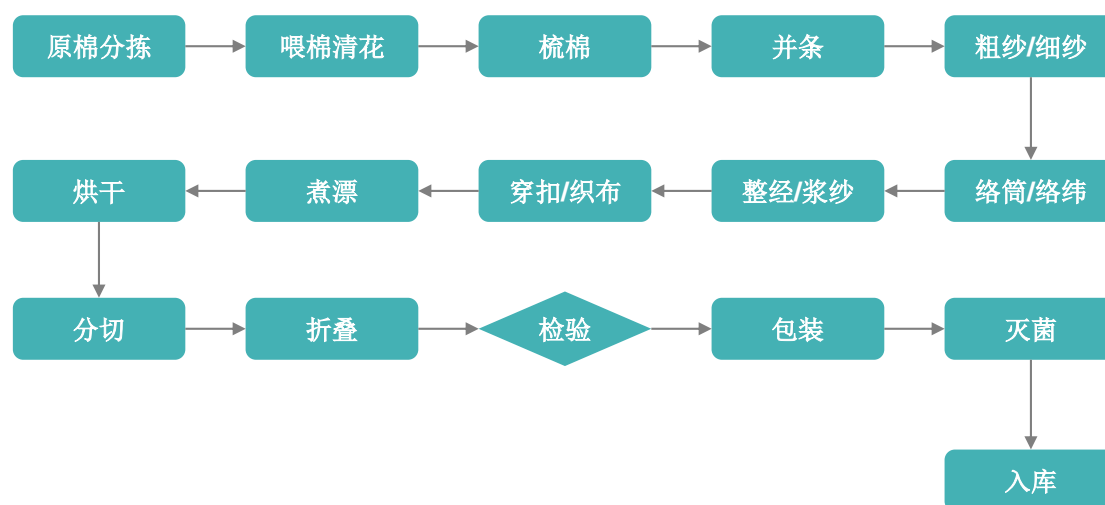 原棉分拣
喂棉清花
梳棉
并条
粗纱/细纱
烘干
煮漂
穿扣/织布
整经/浆纱
络筒/络纬
分切
折叠
检验
包装
灭菌
入库